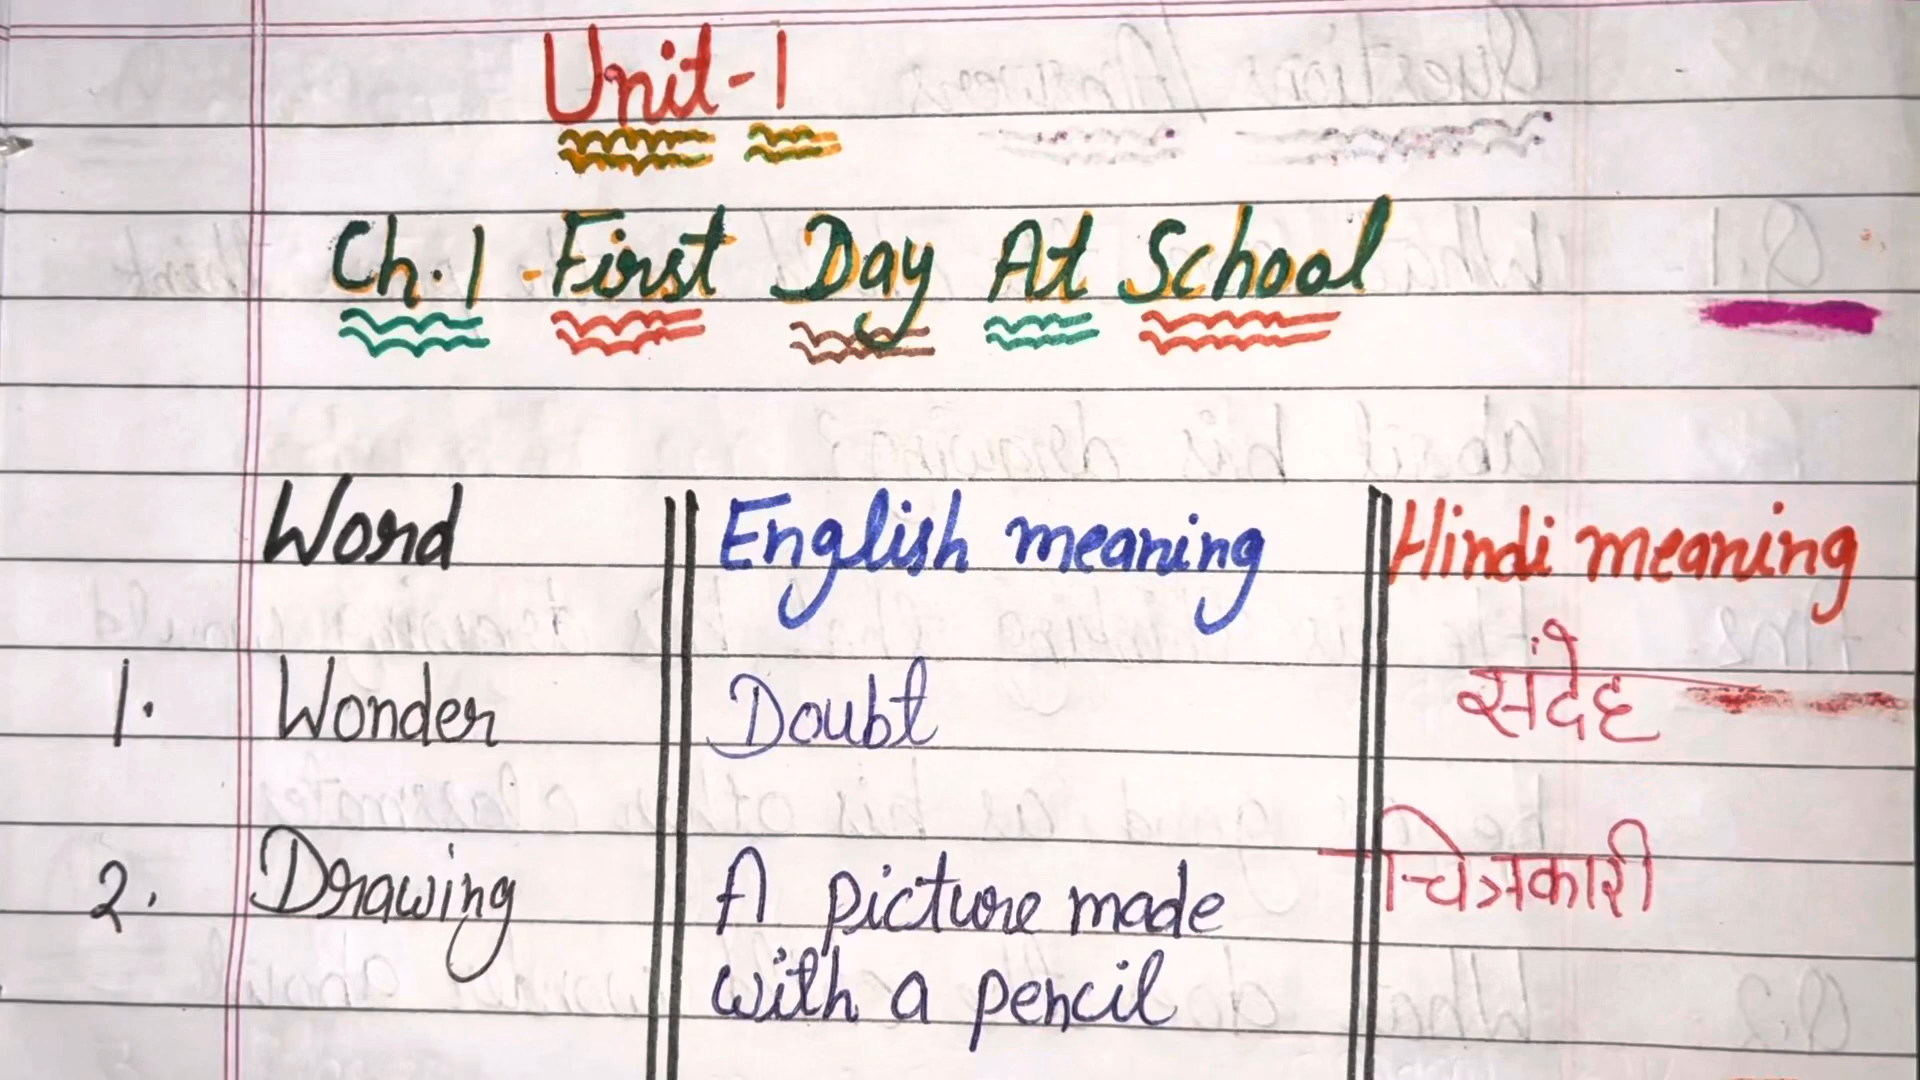 Unit-1
Ch.1 - First Day At School
Word English meaning Hindi meaning
1. Wonder Doubt संदेह
2. Drawing A picture made चित्रकारी
with a pencil